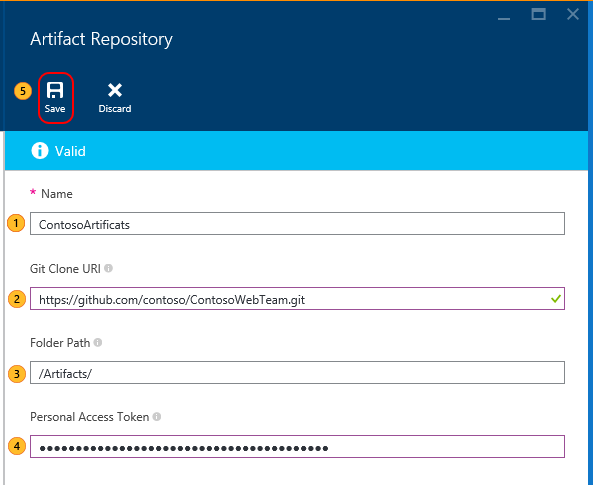 Artifact Repository
5
Save
Discard
Valid
* Name
1
ContosoArtificats
Git Clone URI
2
https://github.com/contoso/ContosoWebTeam.git
Folder Path
3
/Artifacts/
Personal Access Token
4